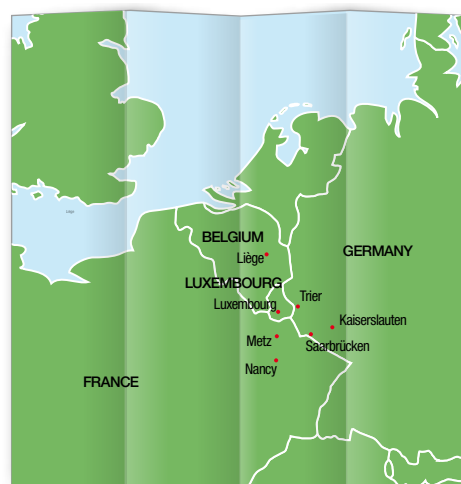 BELGIUM
Liège
GERMANY
LUXEMBOURG
Luxembourg
Trier
Kaiserslauten
Metz
Saarbrücken
Nancy
FRANCE